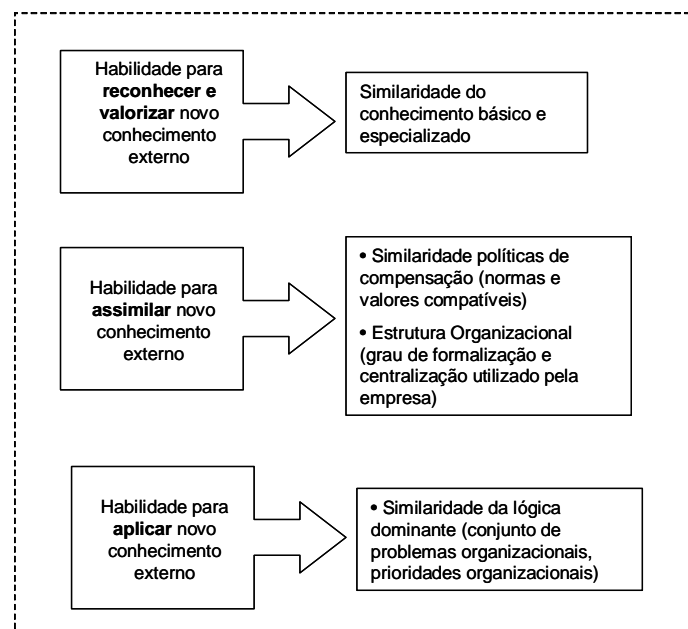 Habilidade para
reconhecer e
valorizar novo
conhecimento
externo
Similaridade do
conhecimento básico e
especializado
Habilidade para
assimilar novo
conhecimento
externo
• Similaridade políticas de
compensação (normas e
valores compatíveis)
• Estrutura Organizacional
(grau de formalização e
centralização utilizado pela
empresa)
Habilidade para
aplicar novo
conhecimento
externo
• Similaridade da lógica
dominante (conjunto de
problemas organizacionais,
prioridades organizacionais)